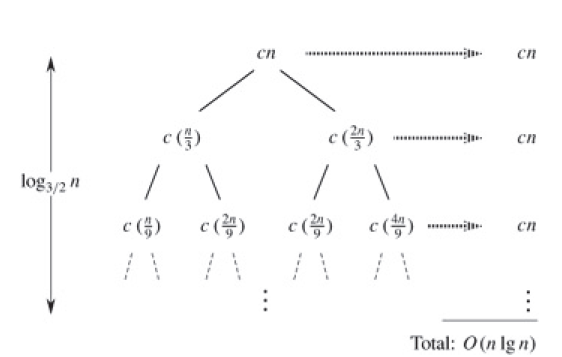 cn cn
c (n/3) c (2n/3) cn
log_{3/2} n
c (n/9) c (2n/9) c (2n/9) c (4n/9) cn
⋮ ⋮
Total: O(n lg n)